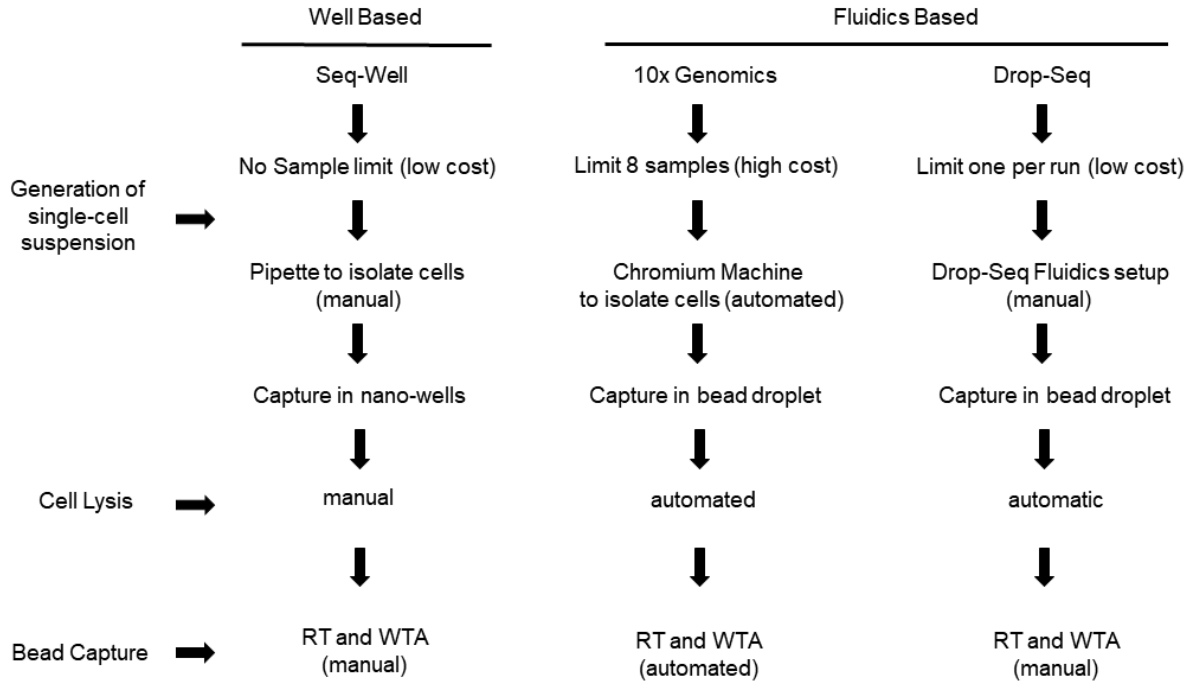 Well Based
Fluidics Based
Seq-Well
10x Genomics
Drop-Seq
No Sample limit (low cost)
Limit 8 samples (high cost)
Limit one per run (low cost)
Generation of
single-cell
suspension
Pipette to isolate cells
(manual)
Chromium Machine
to isolate cells (automated)
Drop-Seq Fluidics setup
(manual)
Capture in nano-wells
Capture in bead droplet
Capture in bead droplet
Cell Lysis
manual
automated
automatic
Bead Capture
RT and WTA
(manual)
RT and WTA
(automated)
RT and WTA
(manual)